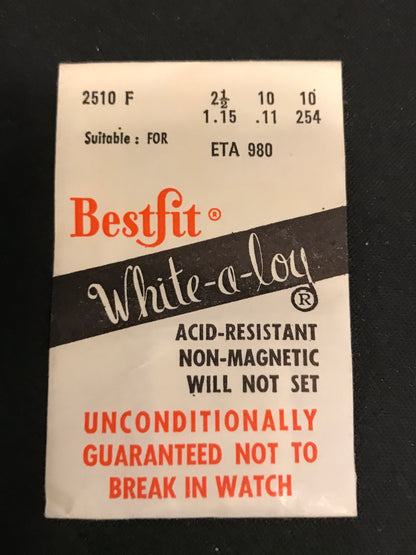 2510 F 2½ 10 10
1.15 .11 254
Suitable : FOR ETA 980
Bestfit ®
White-a-loy ®
ACID-RESISTANT
NON-MAGNETIC
WILL NOT SET
UNCONDITIONALLY
GUARANTEED NOT TO
BREAK IN WATCH